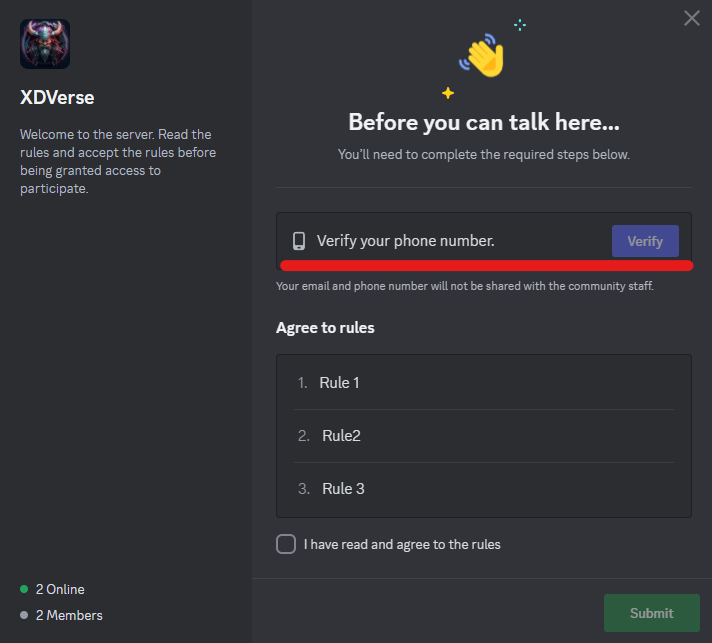 XDVerse
Welcome to the server. Read the
rules and accept the rules before
being granted access to
participate.
2 Online
2 Members
Before you can talk here...
You'll need to complete the required steps below.
Verify your phone number.
Verify
Your email and phone number will not be shared with the community staff.
Agree to rules
1. Rule 1
2. Rule2
3. Rule 3
I have read and agree to the rules
Submit